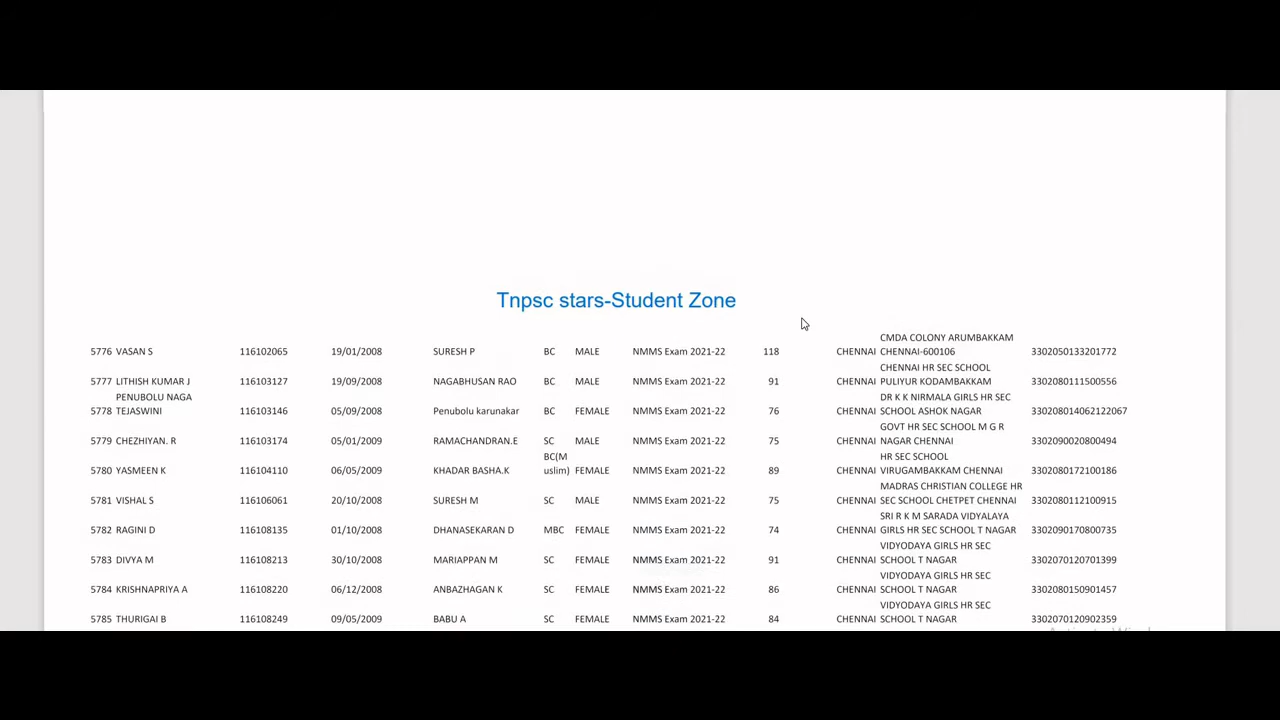 Tnpsc stars-Student Zone
5776 VASAN S 116102065 19/01/2008 SURESH P BC MALE NMMS Exam 2021-22 118 CHENNAI CMDA COLONY ARUMBAKKAM CHENNAI-600106 3302050133201772
5777 LITHISH KUMAR J 116103127 19/09/2008 NAGABHUSAN RAO BC MALE NMMS Exam 2021-22 91 CHENNAI CHENNAI HR SEC SCHOOL PULIYUR KODAMBAKKAM 3302080111500556
5778 PENUBOLU NAGA TEJASWINI 116103146 05/09/2008 Penubolu karunakar BC FEMALE NMMS Exam 2021-22 76 CHENNAI DR K K NIRMALA GIRLS HR SEC SCHOOL ASHOK NAGAR 330208014062122067
5779 CHEZHIYAN. R 116103174 05/01/2009 RAMACHANDRAN.E SC MALE NMMS Exam 2021-22 75 CHENNAI GOVT HR SEC SCHOOL M G R NAGAR CHENNAI 3302090020800494
5780 YASMEEN K 116104110 06/05/2009 KHADAR BASHA.K BC(M uslim) FEMALE NMMS Exam 2021-22 89 CHENNAI HR SEC SCHOOL VIRUGAMBAKKAM CHENNAI 3302080172100186
5781 VISHAL S 116106061 20/10/2008 SURESH M SC MALE NMMS Exam 2021-22 75 CHENNAI MADRAS CHRISTIAN COLLEGE HR SEC SCHOOL CHETPET CHENNAI 3302080112100915
5782 RAGINI D 116108135 01/10/2008 DHANASEKARAN D MBC FEMALE NMMS Exam 2021-22 74 CHENNAI SRI R K M SARADA VIDYALAYA GIRLS HR SEC SCHOOL T NAGAR 3302090170800735
5783 DIVYA M 116108213 30/10/2008 MARIAPPAN M SC FEMALE NMMS Exam 2021-22 91 CHENNAI VIDYODAYA GIRLS HR SEC SCHOOL T NAGAR 3302070120701399
5784 KRISHNAPRIYA A 116108220 06/12/2008 ANBAZHAGAN K SC FEMALE NMMS Exam 2021-22 86 CHENNAI VIDYODAYA GIRLS HR SEC SCHOOL T NAGAR 3302080150901457
5785 THURIGAI B 116108249 09/05/2009 BABU A SC FEMALE NMMS Exam 2021-22 84 CHENNAI VIDYODAYA GIRLS HR SEC SCHOOL T NAGAR 3302070120902359